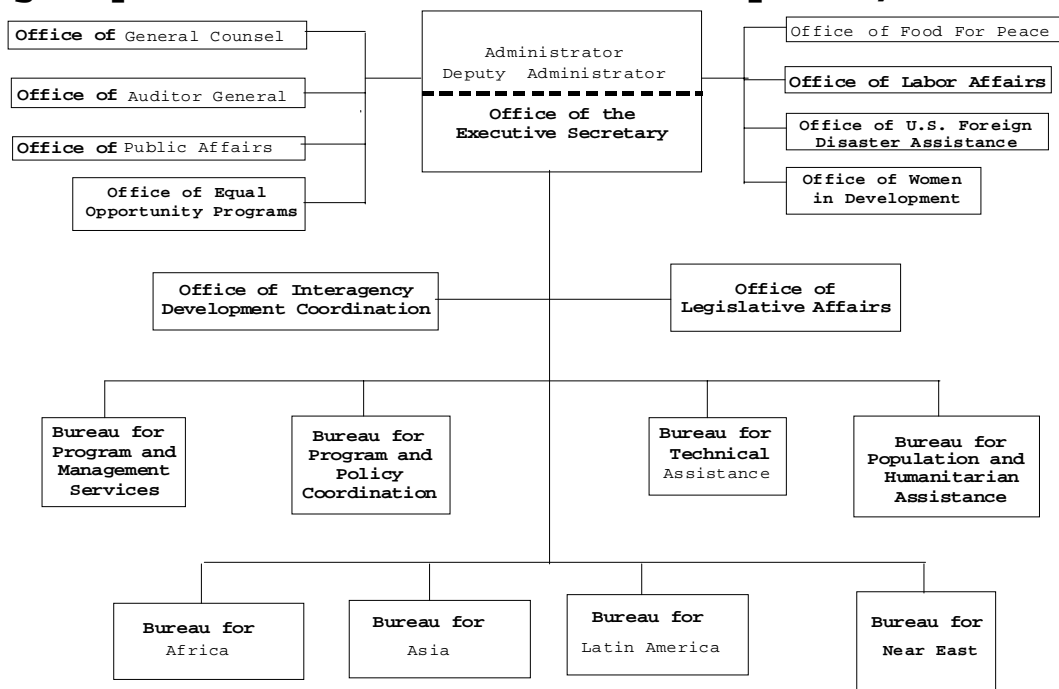 Office of General Counsel
Office of Auditor General
Office of Public Affairs
Office of Equal
Opportunity Programs
Administrator
Deputy Administrator
Office of the
Executive Secretary
Office of Food For Peace
Office of Labor Affairs
Office of U.S. Foreign
Disaster Assistance
Office of Women
in Development
Office of Interagency
Development Coordination
Office of
Legislative Affairs
Bureau for
Program and
Management
Services
Bureau for
Program and
Policy
Coordination
Bureau for
Technical
Assistance
Bureau for
Population and
Humanitarian
Assistance
Bureau for
Africa
Bureau for
Asia
Bureau for
Latin America
Bureau for
Near East